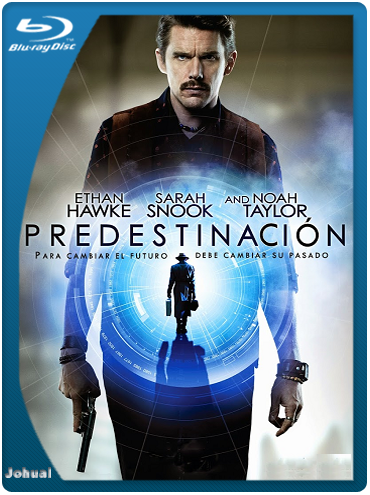 Blu-ray Disc
ETHAN SARAH AND NOAH
HAWKE SNOOK TAYLOR
PREDESTINACIÓN
PARA CAMBIAR EL FUTURO DEBE CAMBIAR SU PASADO
Johual